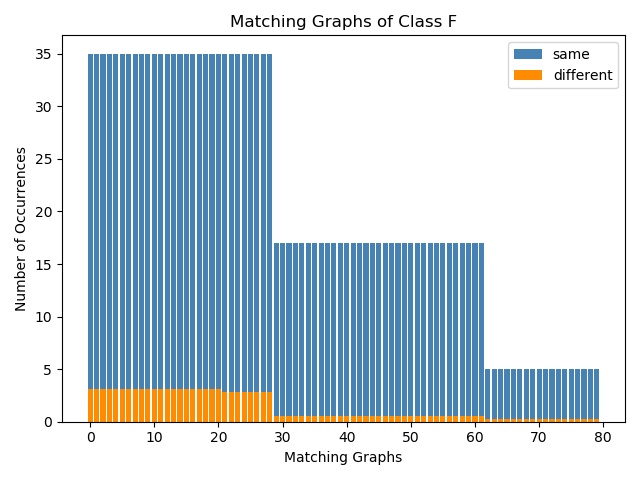 Matching Graphs of Class F
same
different
Number of Occurrences
35
30
25
20
15
10
5
0
0 10 20 30 40 50 60 70 80
Matching Graphs